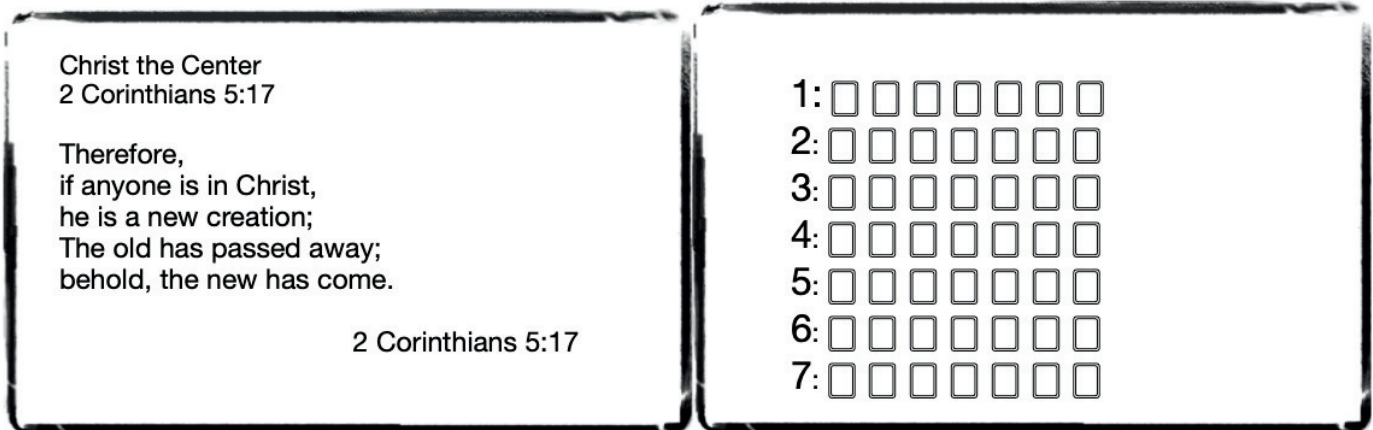 Christ the Center
2 Corinthians 5:17
Therefore,
if anyone is in Christ,
he is a new creation;
The old has passed away;
behold, the new has come.
2 Corinthians 5:17
1:
2:
3:
4:
5:
6:
7: